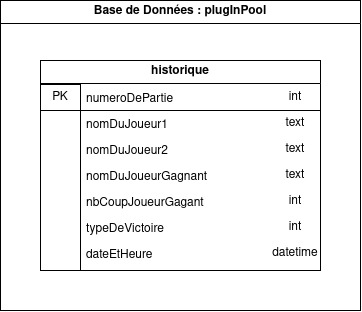 Base de Données : plugInPool
historique
PK numeroDePartie int
nomDuJoueur1 text
nomDuJoueur2 text
nomDuJoueurGagnant text
nbCoupJoueurGagant int
typeDeVictoire int
dateEtHeure datetime